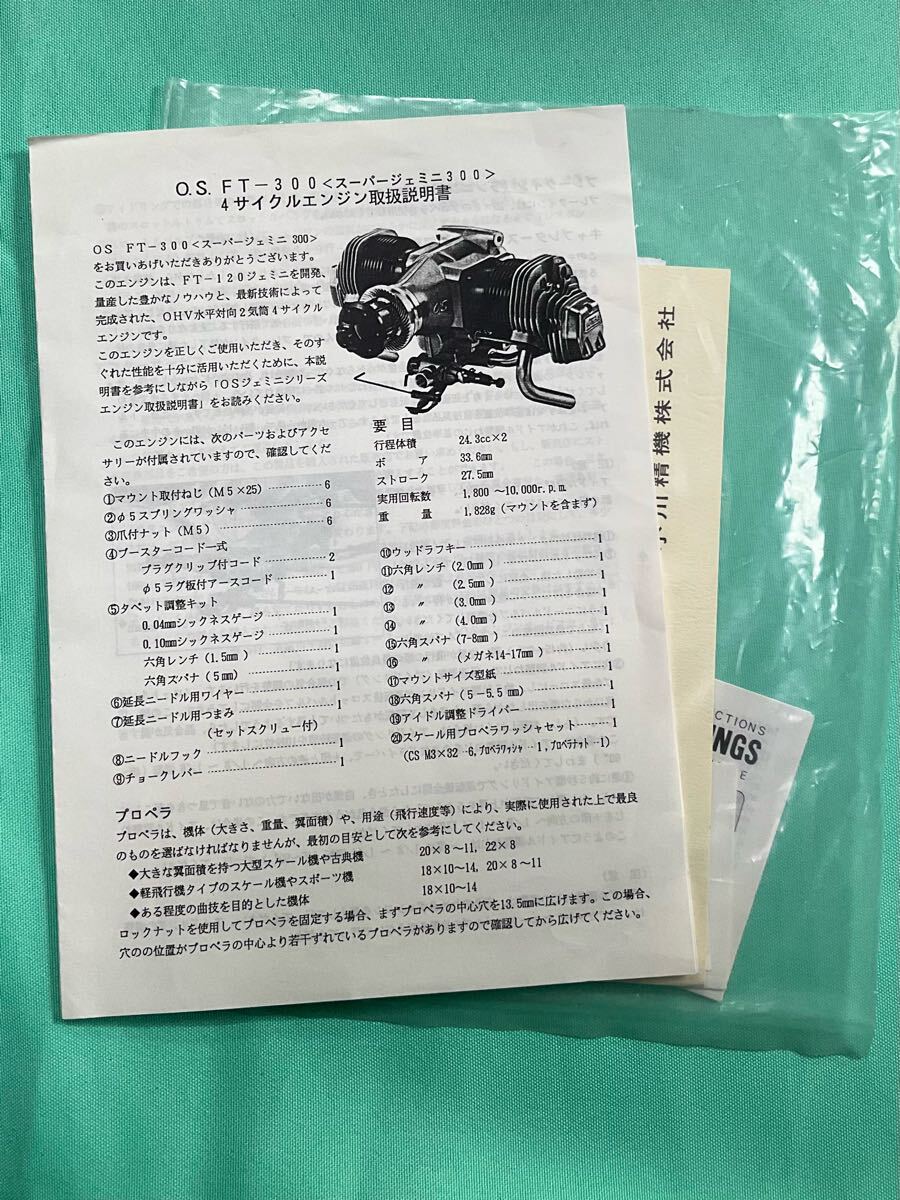 O.S. FT-300<スーパージェミニ300>
4サイクルエンジン取扱説明書
OS FT-300<スーパージェミニ 300>
をお買いあげいただきありがとうございます。
このエンジンは、FT-120ジェミニを開発、
量産した豊かなノウハウと、最新技術によって
完成された、OHV水平対向2気筒4サイクル
エンジンです。
このエンジンを正しくご使用いただき、そのす
ぐれた性能を十分に活用いただくために、本説
明書を参考にしながら「OSジェミニシリーズ
エンジン取扱説明書」をお読みください。
このエンジンには、次のパーツおよびアクセ
サリーが付属されていますので、確認してくだ
さい。
①マウント取付ねじ(M5×25)…………… 6
②φ5スプリングワッシャ …………… 6
③爪付ナット(M5)…………… 6
④ブースターコード一式
プラグクリップ付コード …………… 2
φ5ラグ板付アースコード …………… 1
⑤タペット調整キット
0.04mmシックネスゲージ …………… 1
0.10mmシックネスゲージ …………… 1
六角レンチ(1.5mm) …………… 1
六角スパナ(5mm) …………… 1
⑥延長ニードル用ワイヤー …………… 1
⑦延長ニードル用つまみ
(セットスクリュー付) …………… 1
⑧ニードルフック …………… 1
⑨チョークレバー …………… 1
要目
行程体積 24.3cc×2
ボア 33.6mm
ストローク 27.5mm
実用回転数 1,800 ～10,000r.p.m.
重量 1,828g(マウントを含まず)
⑩ウッドラフキー …………… 1
⑪六角レンチ(2.0mm) …………… 1
⑫ 〃 (2.5mm) …………… 1
⑬ 〃 (3.0mm) …………… 1
⑭ 〃 (4.0mm) …………… 1
⑮六角スパナ(7-8mm) …………… 1
⑯ 〃 (メガネ14-17mm) …………… 1
⑰マウントサイズ型紙 …………… 1
⑱六角スパナ(5-5.5mm) …………… 1
⑲アイドル調整ドライバー …………… 1
⑳スケール用プロペラワッシャセット …………… 1
(CS M3×32 …6, プロペラワッシャ …1, プロペラナット …1)
プロペラ
プロペラは、機体(大きさ、重量、翼面積)や、用途(飛行速度等)により、実際に使用された上で最良
のものを選ばなければなりませんが、最初の目安として次を参考にしてください。
◆大きな翼面積を持つ大型スケール機や古典機 20×8～11, 22×8
◆軽飛行機タイプのスケール機やスポーツ機 18×10～14, 20×8～11
◆ある程度の曲技を目的とした機体 18×10～14
ロックナットを使用してプロペラを固定する場合、まずプロペラの中心穴を13.5mmに広げます。この場合、
穴のの位置がプロペラの中心より若干ずれているプロペラがありますので確認してから広げてください。
川精機株式会社
CTIONS
NGS
E